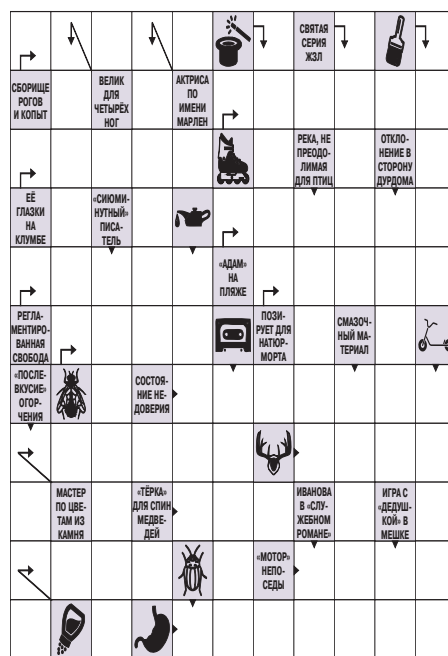 СВЯТАЯ
СЕРИЯ
ЖЗЛ
СБОРИЩЕ
РОГОВ
И КОПЫТ
ВЕЛИК
ДЛЯ
ЧЕТЫРЁХ
НОГ
АКТРИСА
ПО
ИМЕНИ
МАРЛЕН
РЕКА, НЕ
ПРЕОДО-
ЛИМАЯ
ДЛЯ ПТИЦ
ОТКЛО-
НЕНИЕ В
СТОРОНУ
ДУРДОМА
ЕЁ
ГЛАЗКИ
НА
КЛУМБЕ
«СИЮМИ-
НУТНЫЙ»
ПИСА-
ТЕЛЬ
«АДАМ»
НА
ПЛЯЖЕ
РЕГЛА-
МЕНТИРО-
ВАННАЯ
СВОБОДА
ПОЗИ-
РУЕТ ДЛЯ
НАТЮР-
МОРТА
СМАЗОЧ-
НЫЙ МА-
ТЕРИАЛ
«ПОСЛЕ-
ВКУСИЕ»
ОГОР-
ЧЕНИЯ
СОСТОЯ-
НИЕ НЕ-
ДОВЕРИЯ
МАСТЕР
ПО ЦВЕ-
ТАМ ИЗ
КАМНЯ
«ТЁРКА»
ДЛЯ СПИН
МЕДВЕ-
ДЕЙ
ИВАНОВА
В «СЛУ-
ЖЕБНОМ
РОМАНЕ»
ИГРА С
«ДЕДУШ-
КОЙ» В
МЕШКЕ
«МОТОР»
НЕПО-
СЕДЫ